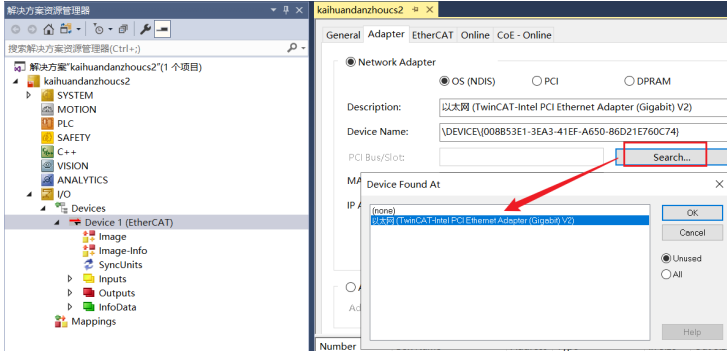 解决方案资源管理器
搜索解决方案资源管理器(Ctrl+;)
解决方案"kaihuandanzhoucs2"(1 个项目)
kaihuandanzhoucs2
SYSTEM
MOTION
PLC
SAFETY
C++
VISION
ANALYTICS
I/O
Devices
Device 1 (EtherCAT)
Image
Image-Info
SyncUnits
Inputs
Outputs
InfoData
Mappings
kaihuandanzhoucs2
General Adapter EtherCAT Online CoE - Online
Network Adapter
OS (NDIS) PCI DPRAM
Description: 以太网 (TwinCAT-Intel PCI Ethernet Adapter (Gigabit) V2)
Device Name: \DEVICE\{008B53E1-3EA3-41EF-A650-86D21E760C74}
PCI Bus/Slot: Search...
MA
IP A
Device Found At
(none)
以太网 (TwinCAT-Intel PCI Ethernet Adapter (Gigabit) V2)
OK
Cancel
Unused
All
Help
A
Ad
Number